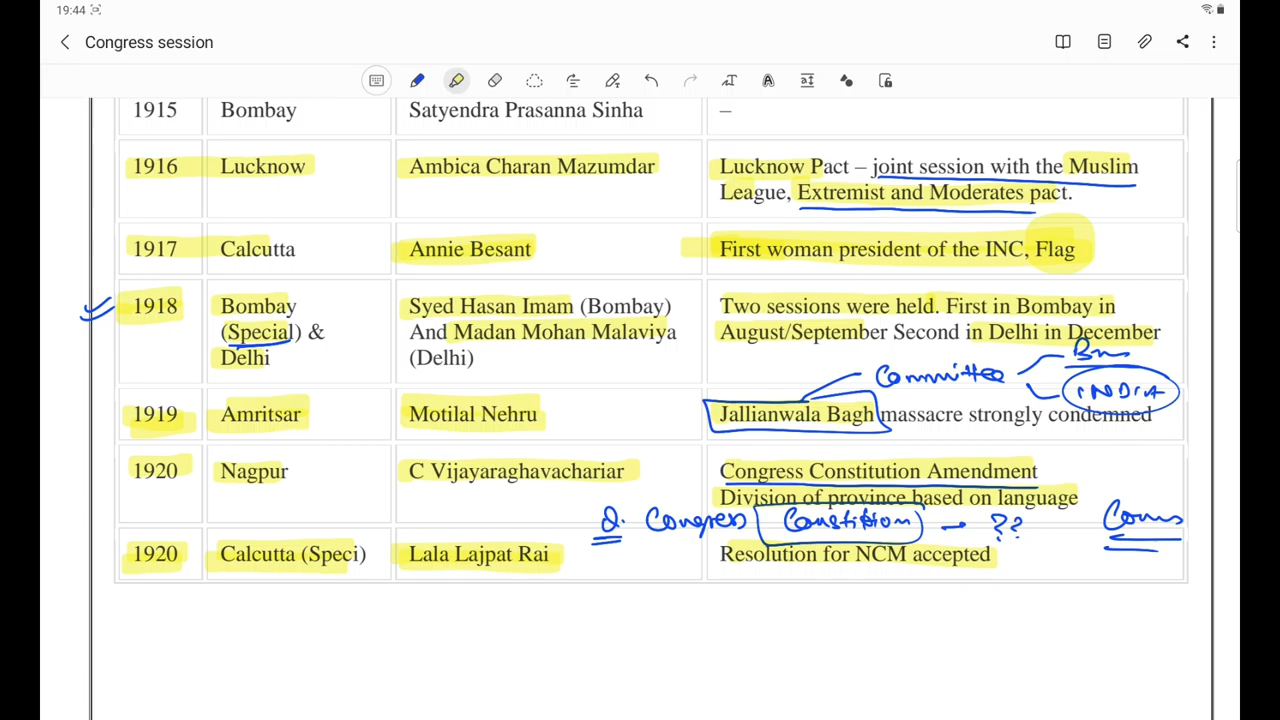 19:44
Congress session
1915 Bombay Satyendra Prasanna Sinha –
1916 Lucknow Ambica Charan Mazumdar Lucknow Pact – joint session with the Muslim
League, Extremist and Moderates pact.
1917 Calcutta Annie Besant First woman president of the INC, Flag
1918 Bombay Syed Hasan Imam (Bombay) Two sessions were held. First in Bombay in
(Special) & And Madan Mohan Malaviya August/September Second in Delhi in December
Delhi (Delhi)
Committee
INDIA
1919 Amritsar Motilal Nehru Jallianwala Bagh massacre strongly condemned
1920 Nagpur C Vijayaraghavachariar Congress Constitution Amendment
Division of province based on language
Q. Congress → ??
1920 Calcutta (Speci) Lala Lajpat Rai Resolution for NCM accepted